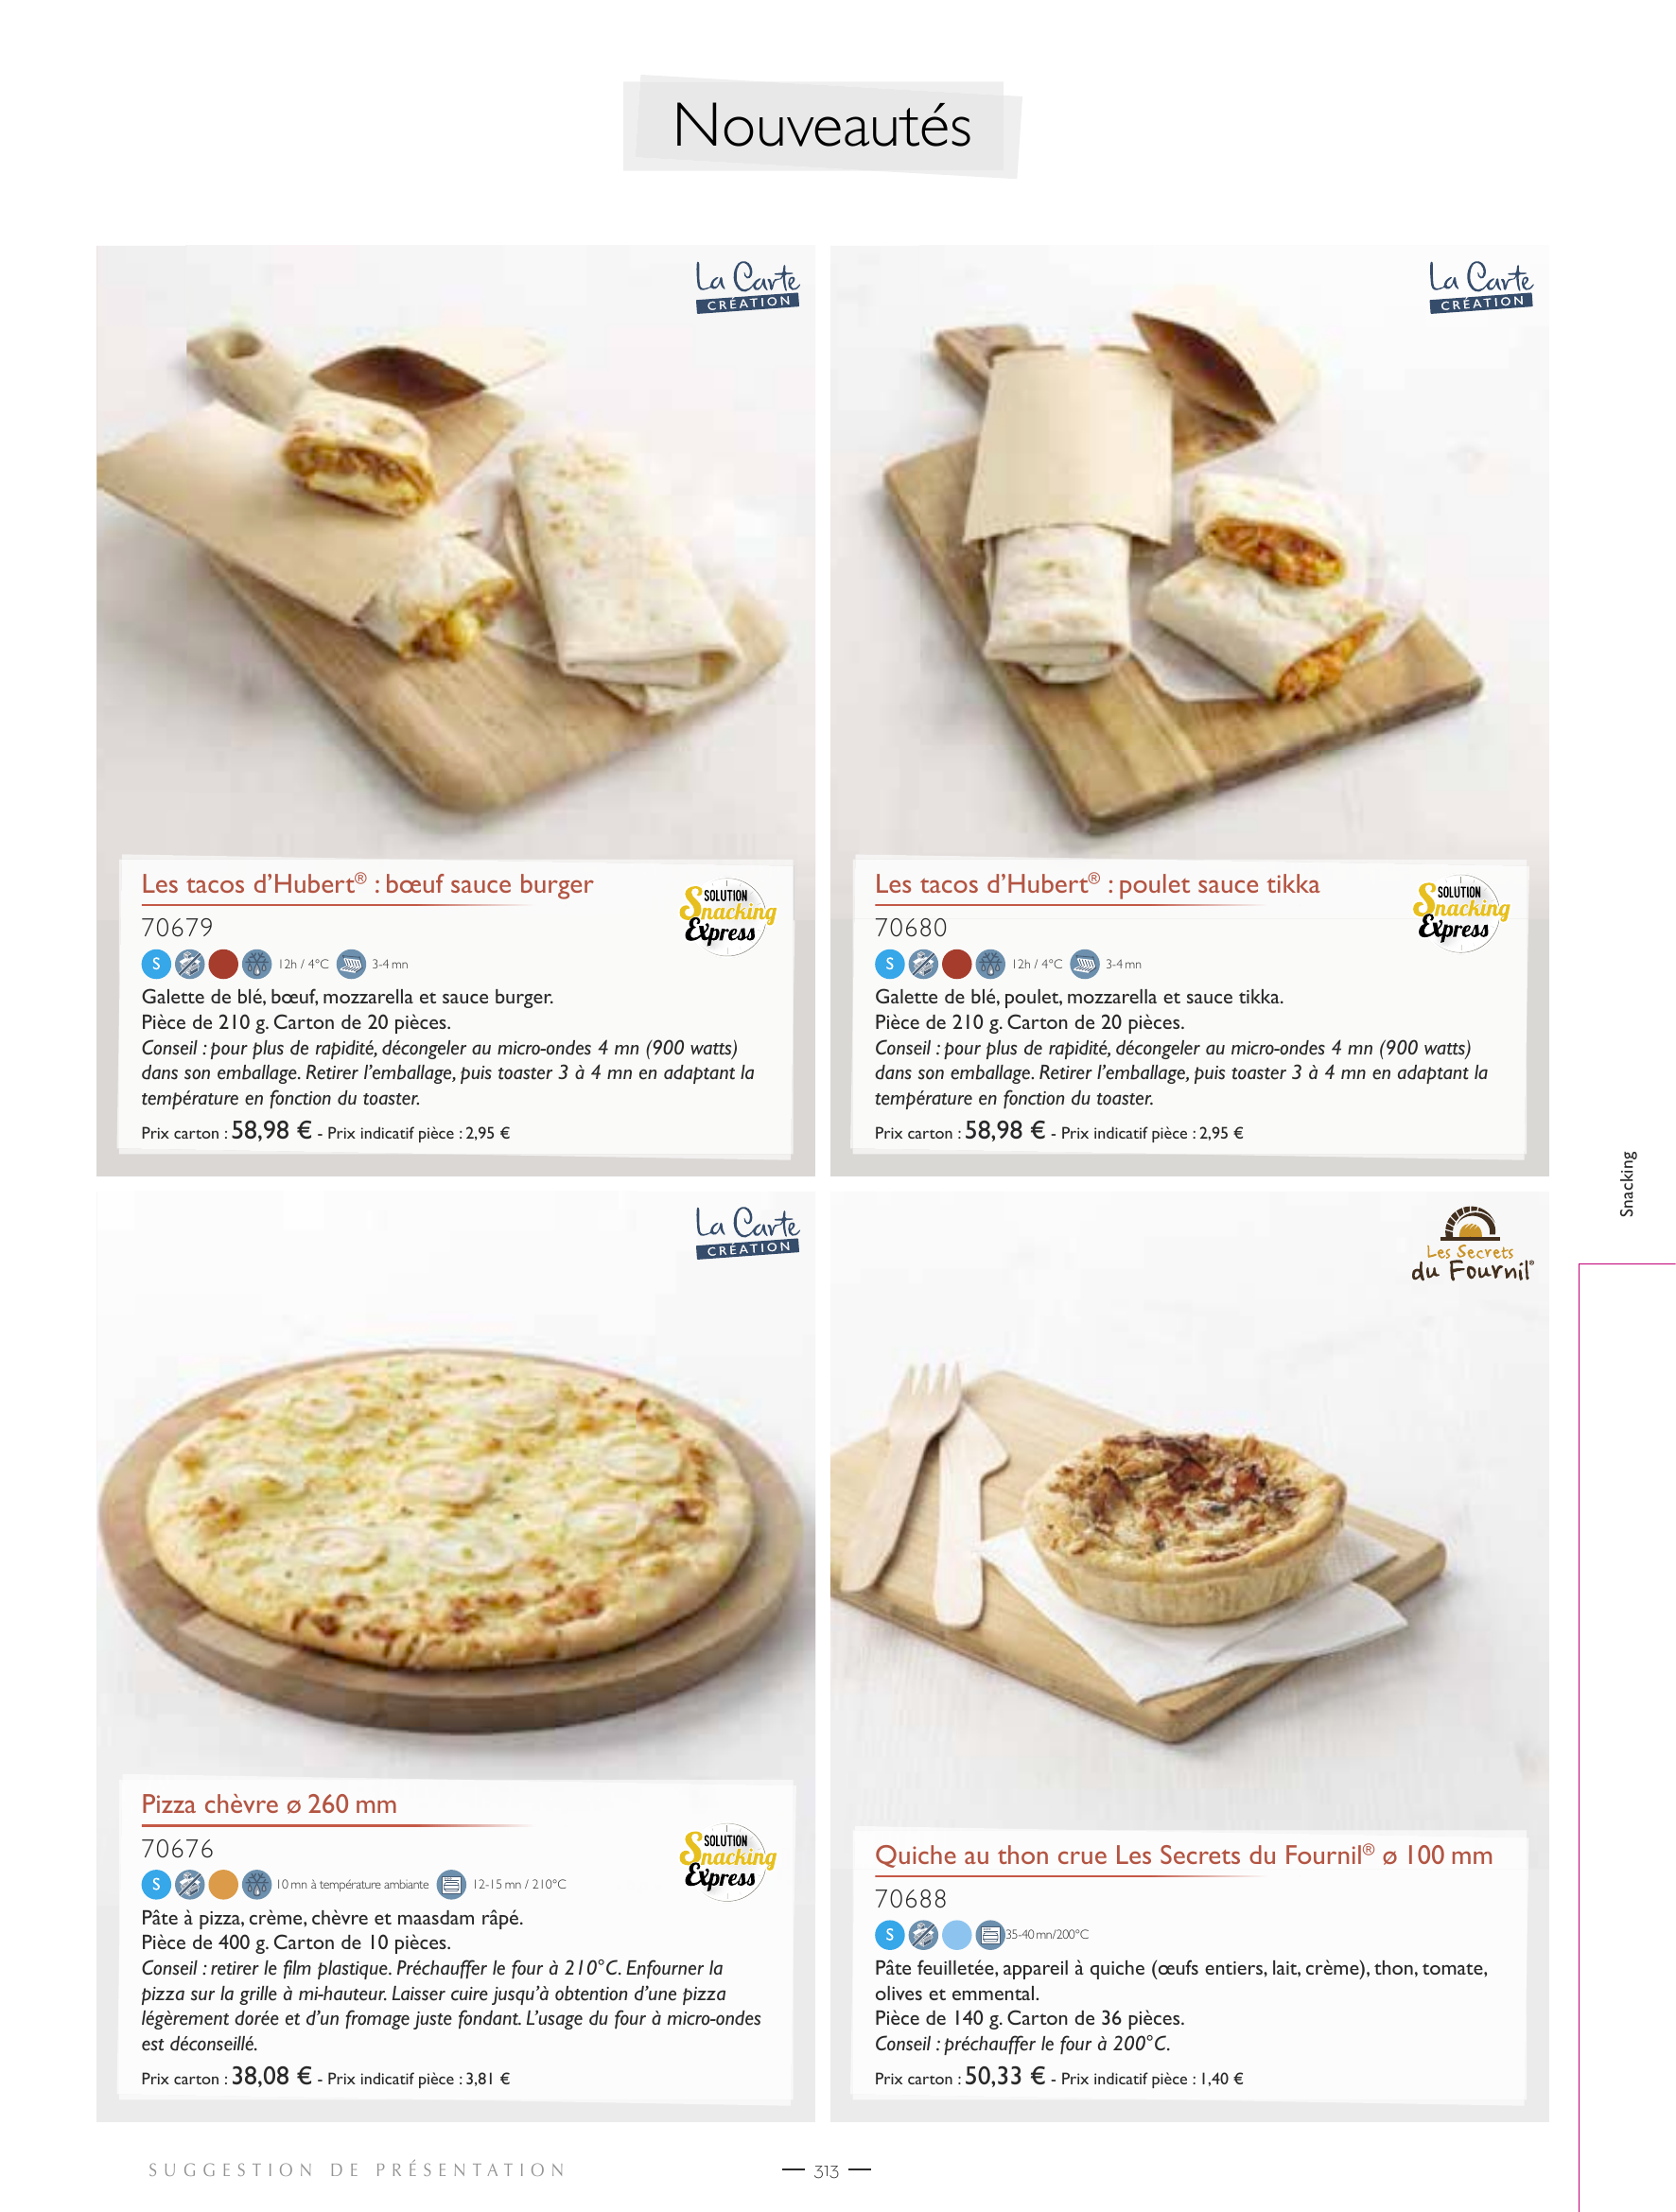 Nouveautés
La Carte
CRÉATION
Les tacos d'Hubert® : bœuf sauce burger
70679
SOLUTION
Snacking
Express
S 12h / 4°C 3-4 mn
Galette de blé, bœuf, mozzarella et sauce burger.
Pièce de 210 g. Carton de 20 pièces.
Conseil : pour plus de rapidité, décongeler au micro-ondes 4 mn (900 watts)
dans son emballage. Retirer l'emballage, puis toaster 3 à 4 mn en adaptant la
température en fonction du toaster.
Prix carton : 58,98 € - Prix indicatif pièce : 2,95 €
La Carte
CRÉATION
Les tacos d'Hubert® : poulet sauce tikka
70680
SOLUTION
Snacking
Express
S 12h / 4°C 3-4 mn
Galette de blé, poulet, mozzarella et sauce tikka.
Pièce de 210 g. Carton de 20 pièces.
Conseil : pour plus de rapidité, décongeler au micro-ondes 4 mn (900 watts)
dans son emballage. Retirer l'emballage, puis toaster 3 à 4 mn en adaptant la
température en fonction du toaster.
Prix carton : 58,98 € - Prix indicatif pièce : 2,95 €
Snacking
La Carte
CRÉATION
Pizza chèvre ø 260 mm
70676
SOLUTION
Snacking
Express
S 10 mn à température ambiante 12-15 mn / 210°C
Pâte à pizza, crème, chèvre et maasdam râpé.
Pièce de 400 g. Carton de 10 pièces.
Conseil : retirer le film plastique. Préchauffer le four à 210°C. Enfourner la
pizza sur la grille à mi-hauteur. Laisser cuire jusqu'à obtention d'une pizza
légèrement dorée et d'un fromage juste fondant. L'usage du four à micro-ondes
est déconseillé.
Prix carton : 38,08 € - Prix indicatif pièce : 3,81 €
Les Secrets
du Fournil®
Quiche au thon crue Les Secrets du Fournil® ø 100 mm
70688
S 35-40 mn/200°C
Pâte feuilletée, appareil à quiche (œufs entiers, lait, crème), thon, tomate,
olives et emmental.
Pièce de 140 g. Carton de 36 pièces.
Conseil : préchauffer le four à 200°C.
Prix carton : 50,33 € - Prix indicatif pièce : 1,40 €
SUGGESTION DE PRÉSENTATION
— 313 —